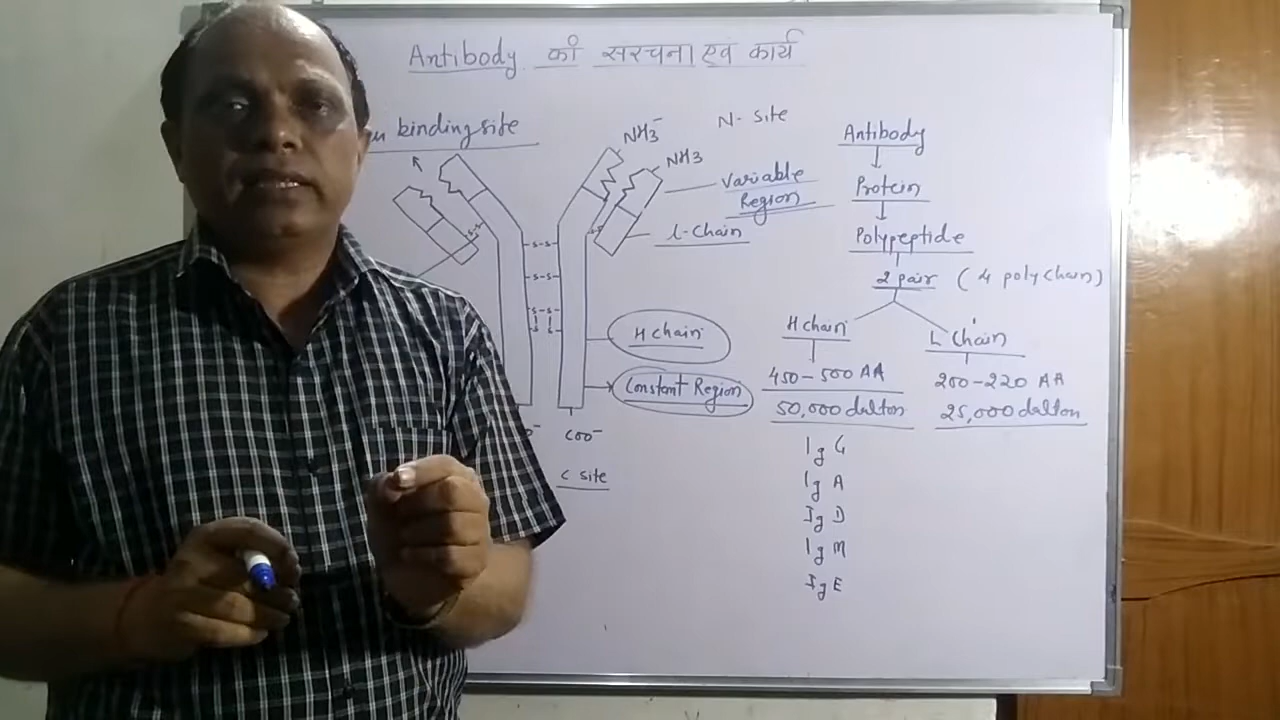 Antibody की संरचना एवं कार्य
binding site
NH3-
NH3
N- site
Variable
Region
L-Chain
S-S
S-S
S-S
S-S
H chain
Constant Region
COO-
C site
Antibody
Protein
Polypeptide
2 pair ( 4 poly chain)
H chain
L Chain
450-500 AA
200-220 AA
50,000 dalton
25,000 dalton
Ig G
Ig A
Ig D
Ig M
Ig E